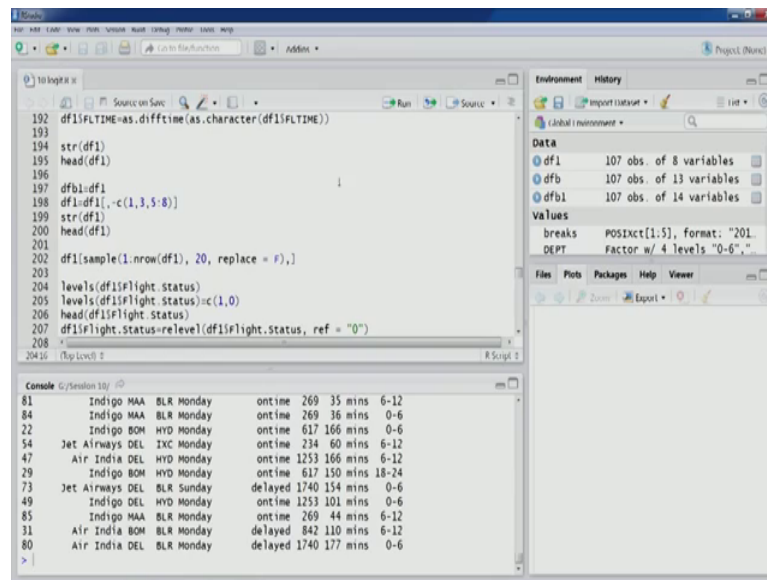 RStudio
File Edit Code View Plots Session Build Debug Profile Tools Help
Go to file/function Addins
Project: (None)
10 logit.R
Source on Save Run Source
192 df1$FLTIME=as.difftime(as.character(df1$FLTIME))
193
194 str(df1)
195 head(df1)
196
197 dfb1=df1
198 df1=df1[,-c(1,3,5:8)]
199 str(df1)
200 head(df1)
201
202 df1[sample(1:nrow(df1), 20, replace = F),]
203
204 levels(df1$Flight.Status)
205 levels(df1$Flight.Status)=c(1,0)
206 head(df1$Flight.Status)
207 df1$Flight.Status=relevel(df1$Flight.Status, ref = "0")
208
204:16 (Top Level) R Script
Console G:/Session 10/
81 Indigo MAA BLR Monday ontime 269 35 mins 6-12
84 Indigo MAA BLR Monday ontime 269 36 mins 0-6
22 Indigo BOM HYD Monday ontime 617 166 mins 0-6
54 Jet Airways DEL IXC Monday ontime 234 60 mins 6-12
47 Air India DEL HYD Monday ontime 1253 166 mins 6-12
29 Indigo BOM HYD Monday ontime 617 150 mins 18-24
73 Jet Airways DEL BLR Sunday delayed 1740 154 mins 0-6
49 Indigo DEL HYD Monday ontime 1253 101 mins 0-6
85 Indigo MAA BLR Monday ontime 269 44 mins 6-12
31 Air India BOM BLR Monday delayed 842 110 mins 6-12
80 Air India DEL BLR Monday delayed 1740 177 mins 0-6
>
Environment History
Import Dataset List
Global Environment
Data
df1 107 obs. of 8 variables
dfb 107 obs. of 13 variables
dfb1 107 obs. of 14 variables
Values
breaks POSIXct[1:5], format: "201..
DEPT Factor w/ 4 levels "0-6","..
Files Plots Packages Help Viewer
Zoom Export